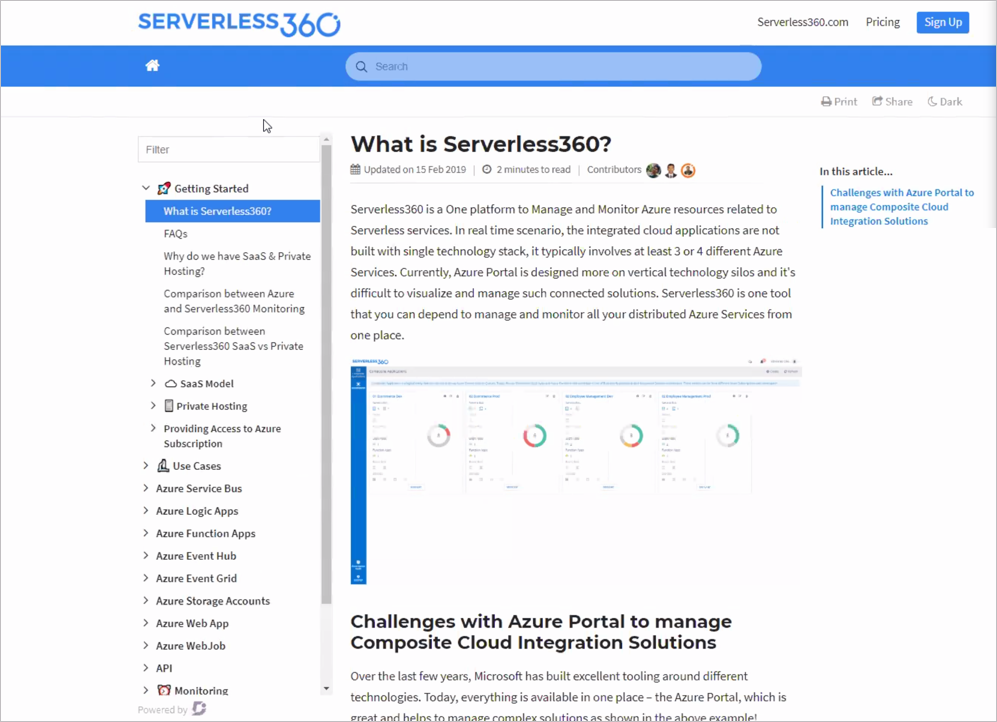 SERVERLESS360
Serverless360.com
Pricing
Sign Up
Search
Print
Share
Dark
Filter
Getting Started
What is Serverless360?
FAQs
Why do we have SaaS & Private
Hosting?
Comparison between Azure
and Serverless360 Monitoring
Comparison between
Serverless360 SaaS vs Private
Hosting
SaaS Model
Private Hosting
Providing Access to Azure
Subscription
Use Cases
Azure Service Bus
Azure Logic Apps
Azure Function Apps
Azure Event Hub
Azure Event Grid
Azure Storage Accounts
Azure Web App
Azure WebJob
API
Monitoring
Powered by
What is Serverless360?
Updated on 15 Feb 2019
2 minutes to read
Contributors
Serverless360 is a One platform to Manage and Monitor Azure resources related to
Serverless services. In real time scenario, the integrated cloud applications are not
built with single technology stack, it typically involves at least 3 or 4 different Azure
Services. Currently, Azure Portal is designed more on vertical technology silos and it's
difficult to visualize and manage such connected solutions. Serverless360 is one tool
that you can depend to manage and monitor all your distributed Azure Services from
one place.
SERVERLESS360
Challenges with Azure Portal to manage
Composite Cloud Integration Solutions
Over the last few years, Microsoft has built excellent tooling around different
technologies. Today, everything is available in one place – the Azure Portal, which is
great and helps to manage complex solutions as shown in the above example!
In this article...
Challenges with Azure Portal to
manage Composite Cloud
Integration Solutions